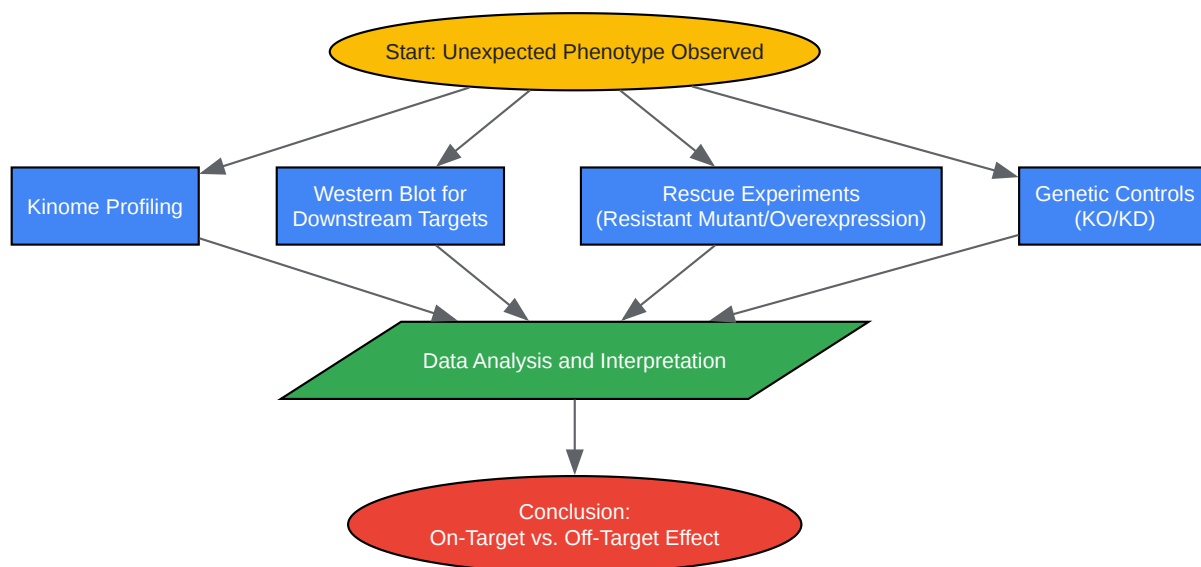 Start: Unexpected Phenotype Observed
Kinome Profiling
Western Blot for
Downstream Targets
Rescue Experiments
(Resistant Mutant/Overexpression)
Genetic Controls
(KO/KD)
Data Analysis and Interpretation
Conclusion:
On-Target vs. Off-Target Effect